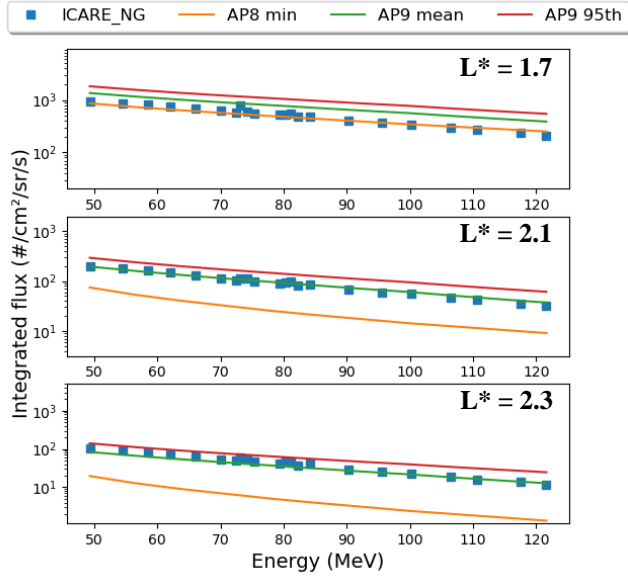 ICARE_NG AP8 min AP9 mean AP9 95th
L* = 1.7
10³
10²
50 60 70 80 90 100 110 120
L* = 2.1
10³
10²
10¹
50 60 70 80 90 100 110 120
L* = 2.3
10³
10²
10¹
50 60 70 80 90 100 110 120
Integrated flux (#/cm²/sr/s)
Energy (MeV)